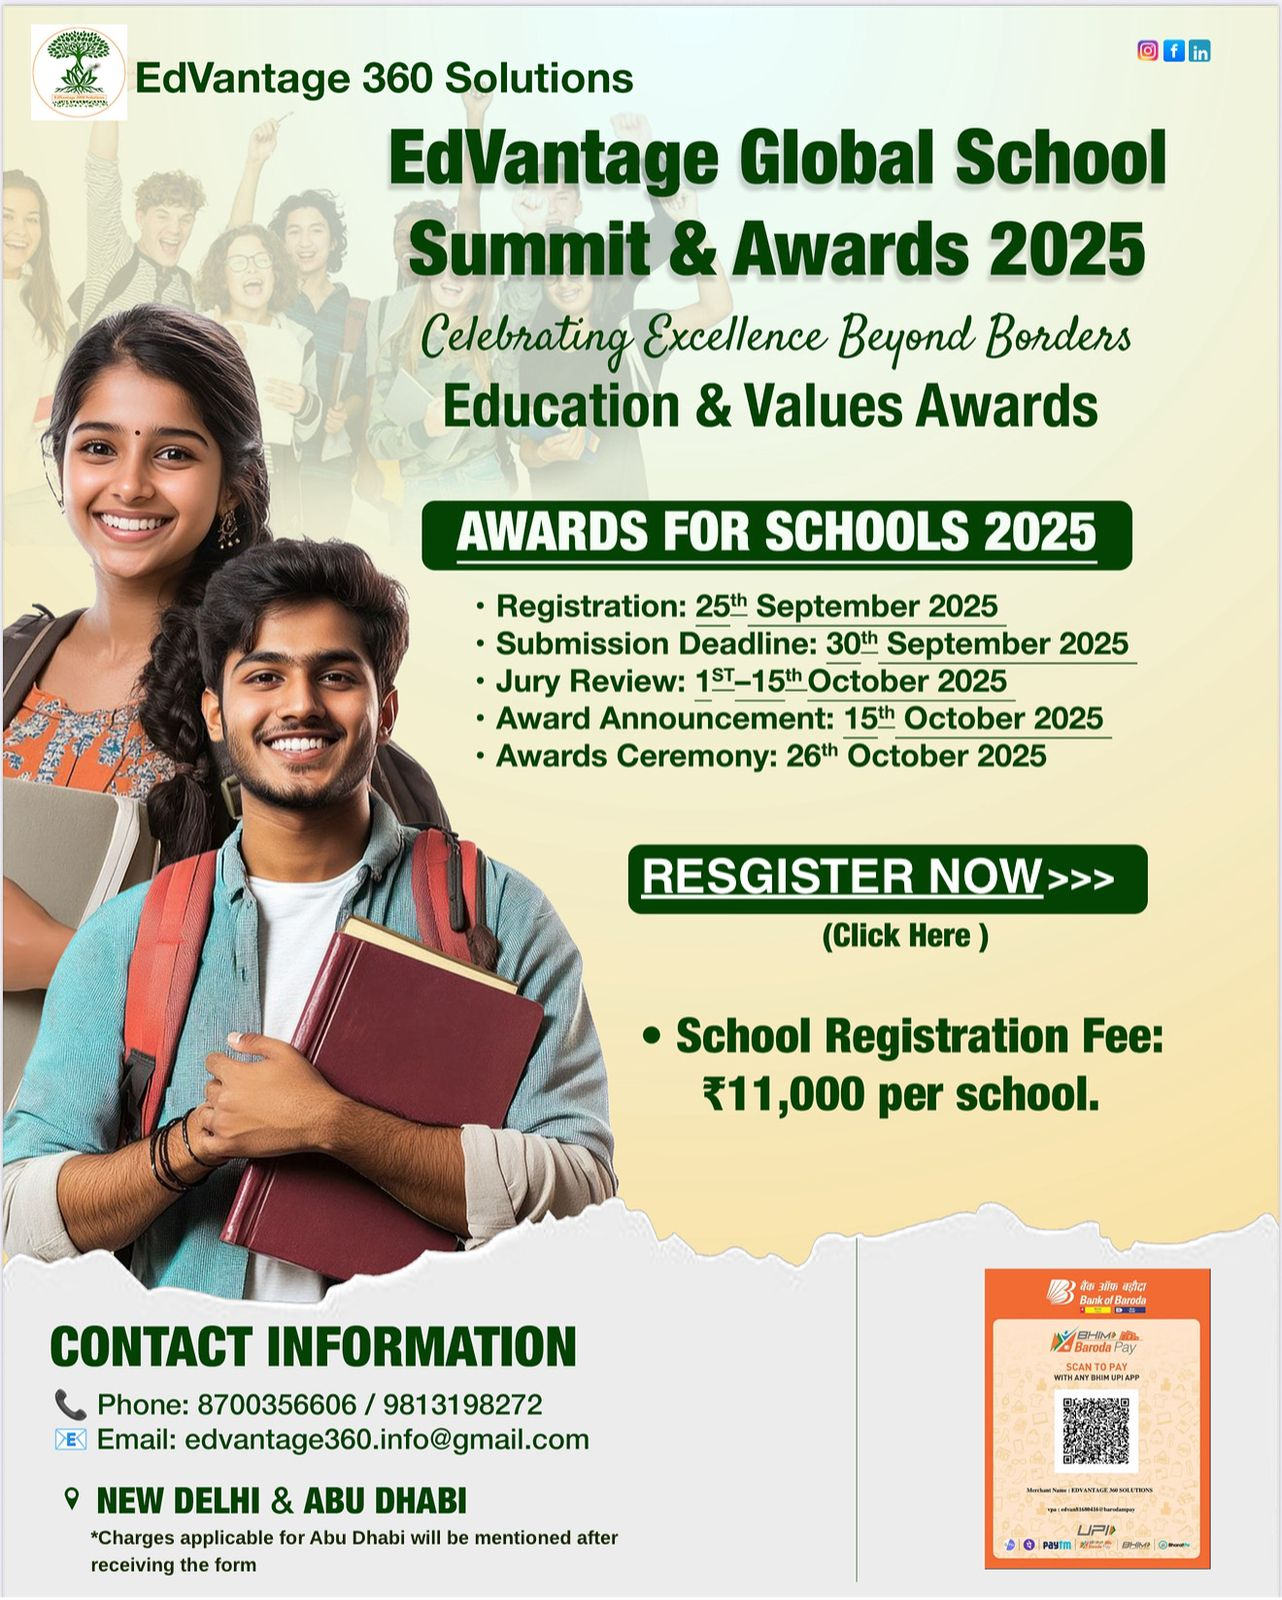 EdVantage 360 Solutions
EdVantage Global School
Summit & Awards 2025
Celebrating Excellence Beyond Borders
Education & Values Awards
AWARDS FOR SCHOOLS 2025
• Registration: 25th September 2025
• Submission Deadline: 30th September 2025
• Jury Review: 1ST–15th October 2025
• Award Announcement: 15th October 2025
• Awards Ceremony: 26th October 2025
RESGISTER NOW>>>
(Click Here )
• School Registration Fee:
₹11,000 per school.
CONTACT INFORMATION
Phone: 8700356606 / 9813198272
Email: edvantage360.info@gmail.com
NEW DELHI & ABU DHABI
*Charges applicable for Abu Dhabi will be mentioned after
receiving the form
बैंक ऑफ़ बड़ौदा
Bank of Baroda
BHIM
Baroda Pay
SCAN TO PAY
WITH ANY BHIM UPI APP
Merchant Name : EDVANTAGE 360 SOLUTIONS
vpa : edvan81680416@barodampay
UPI
paytm
BHIM